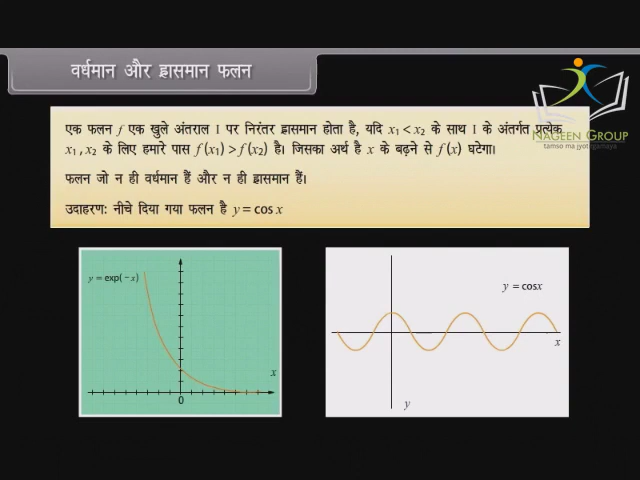 वर्धमान और ह्रासमान फलन
NAGEEN GROUP
tamso ma jyotirgamaya
एक फलन f एक खुले अंतराल I पर निरंतर ह्रासमान होता है, यदि x₁ < x₂ के साथ I के अंतर्गत प्रत्येक
x₁ , x₂ के लिए हमारे पास f (x₁) > f (x₂) है। जिसका अर्थ है x के बढ़ने से f (x) घटेगा।
फलन जो न ही वर्धमान हैं और न ही ह्रासमान हैं।
उदाहरण: नीचे दिया गया फलन है y = cos x
y = exp(−x)
x
0
y = cosx
x
y